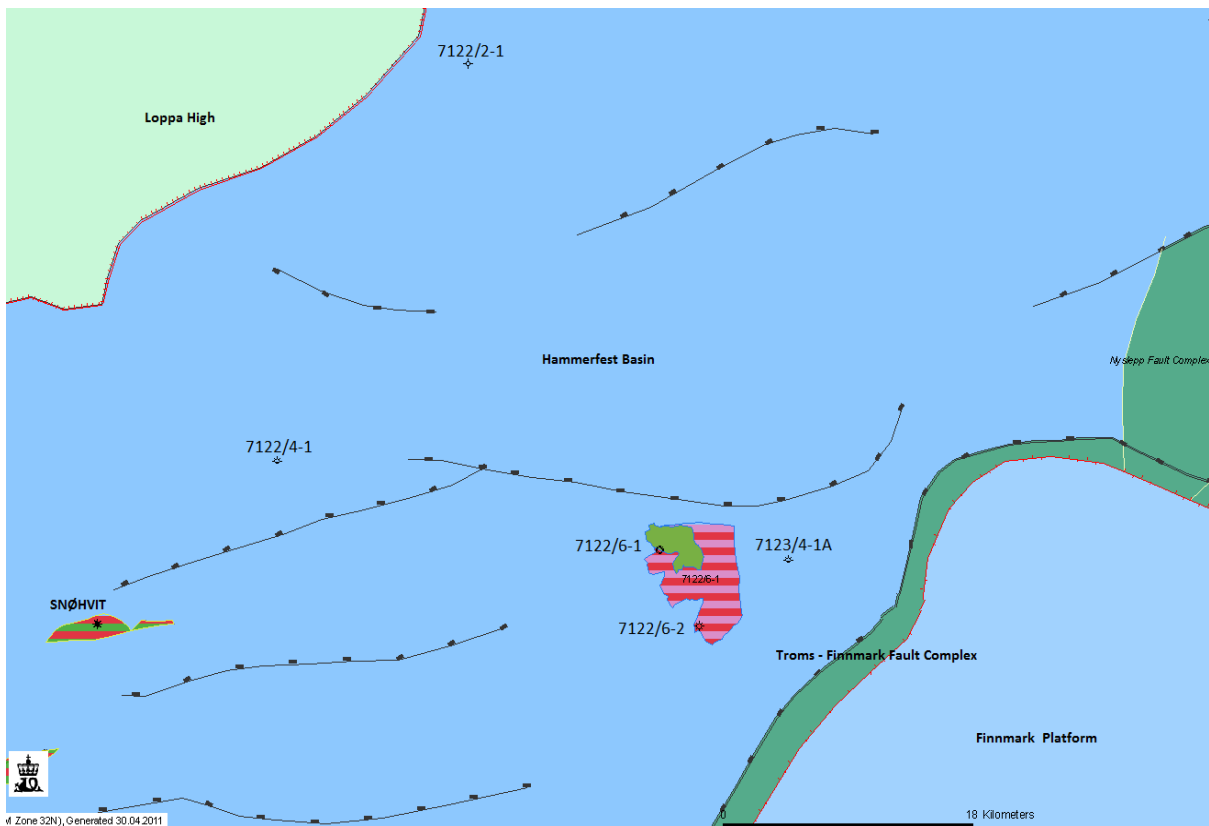 7122/2-1
Loppa High
Hammerfest Basin
Nyslepp Fault Complex
7122/4-1
7122/6-1
7123/4-1A
7122/6-1
SNØHVIT
7122/6-2
Troms - Finnmark Fault Complex
Finnmark Platform
0
18 Kilometers
Zone 32N), Generated 30.04.2011